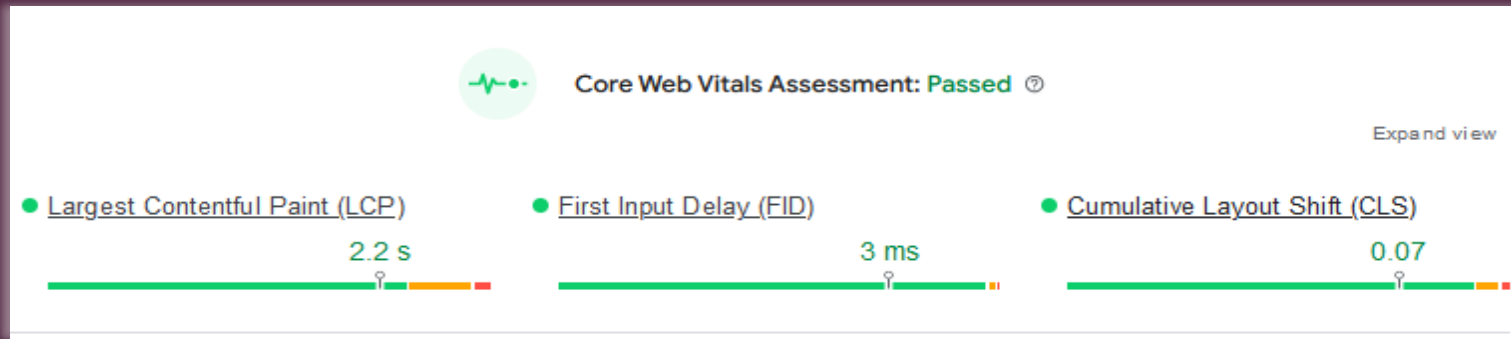 Core Web Vitals Assessment: Passed
Expand view
Largest Contentful Paint (LCP)
2.2 s
First Input Delay (FID)
3 ms
Cumulative Layout Shift (CLS)
0.07